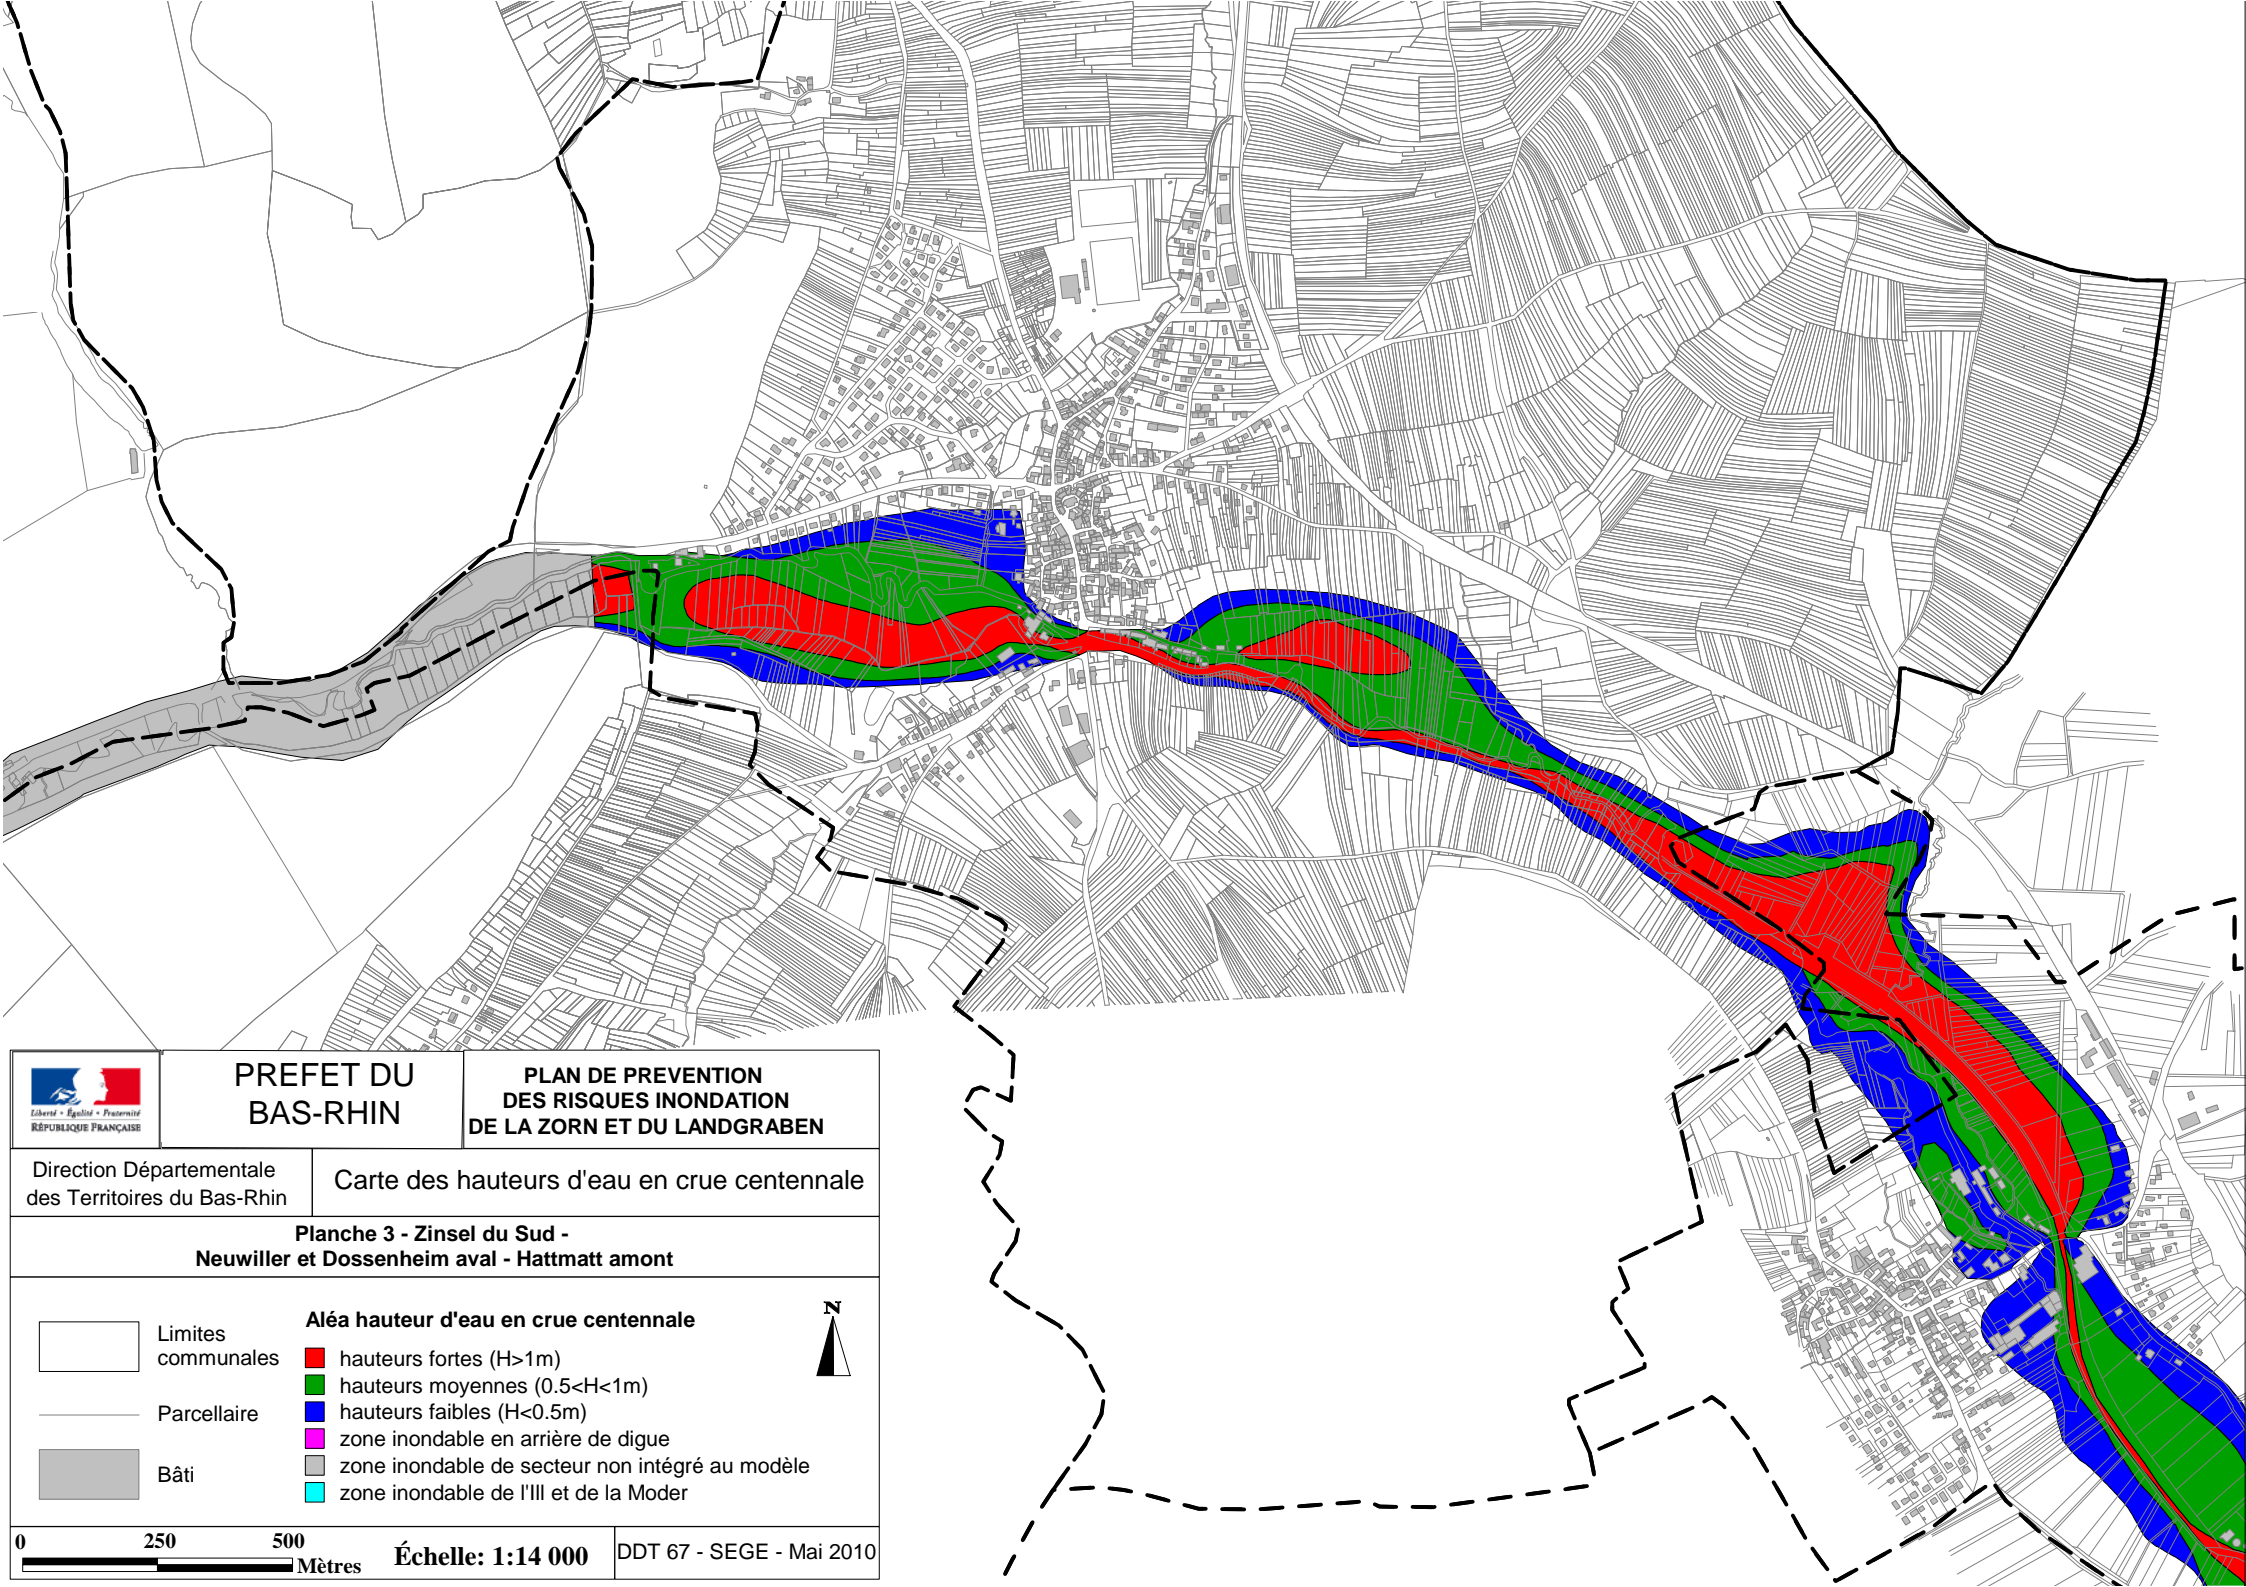 Liberté • Égalité • Fraternité
RÉPUBLIQUE FRANÇAISE
PREFET DU
BAS-RHIN
PLAN DE PREVENTION
DES RISQUES INONDATION
DE LA ZORN ET DU LANDGRABEN
Direction Départementale
des Territoires du Bas-Rhin
Carte des hauteurs d'eau en crue centennale
Planche 3 - Zinsel du Sud -
Neuwiller et Dossenheim aval - Hattmatt amont
Limites
communales
Parcellaire
Bâti
Aléa hauteur d'eau en crue centennale
hauteurs fortes (H>1m)
hauteurs moyennes (0.5<H<1m)
hauteurs faibles (H<0.5m)
zone inondable en arrière de digue
zone inondable de secteur non intégré au modèle
zone inondable de l'Ill et de la Moder
N
0 250 500
Mètres
Échelle: 1:14 000
DDT 67 - SEGE - Mai 2010